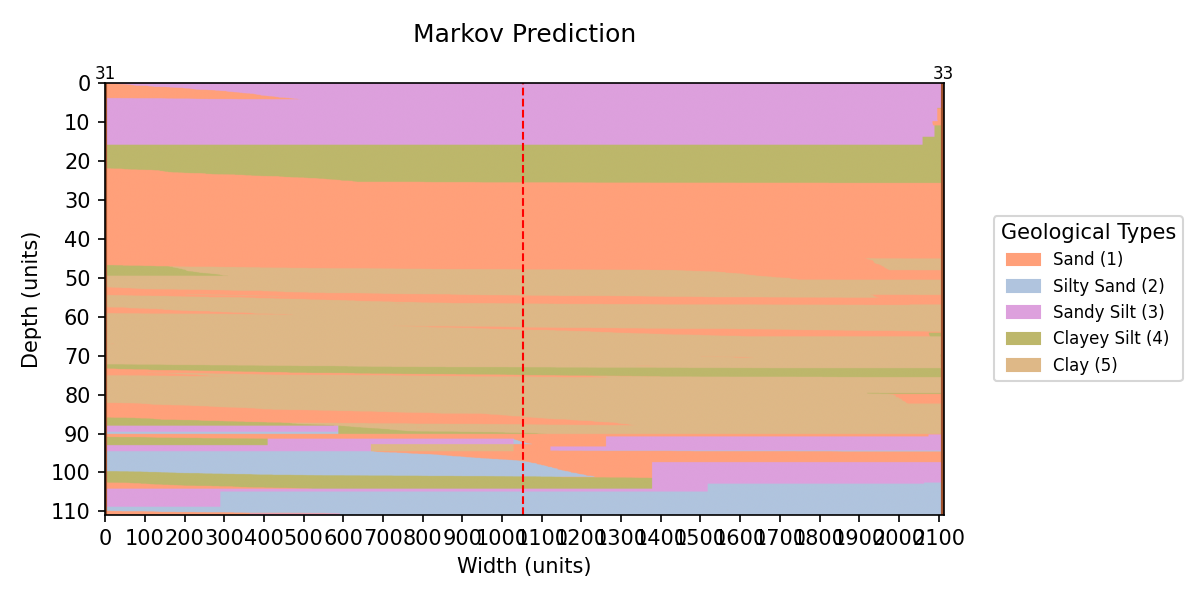 Markov Prediction
31 33
0
10
20
30
40
50
60
70
80
90
100
110
Depth (units)
0 100 200 300 400 500 600 700 800 900 1000 1100 1200 1300 1400 1500 1600 1700 1800 1900 2000 2100
Width (units)
Geological Types
Sand (1)
Silty Sand (2)
Sandy Silt (3)
Clayey Silt (4)
Clay (5)